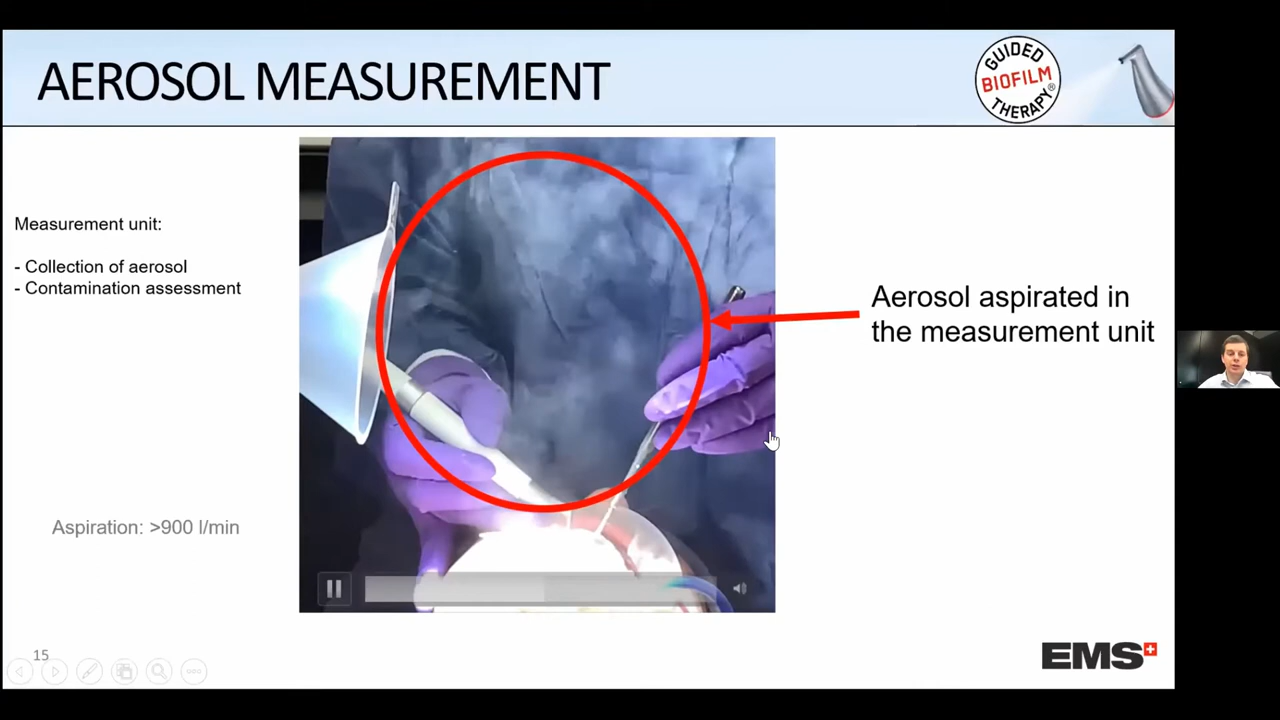 AEROSOL MEASUREMENT
GUIDED
BIOFILM
THERAPY®
Measurement unit:
- Collection of aerosol
- Contamination assessment
Aerosol aspirated in
the measurement unit
Aspiration: >900 l/min
15
EMS